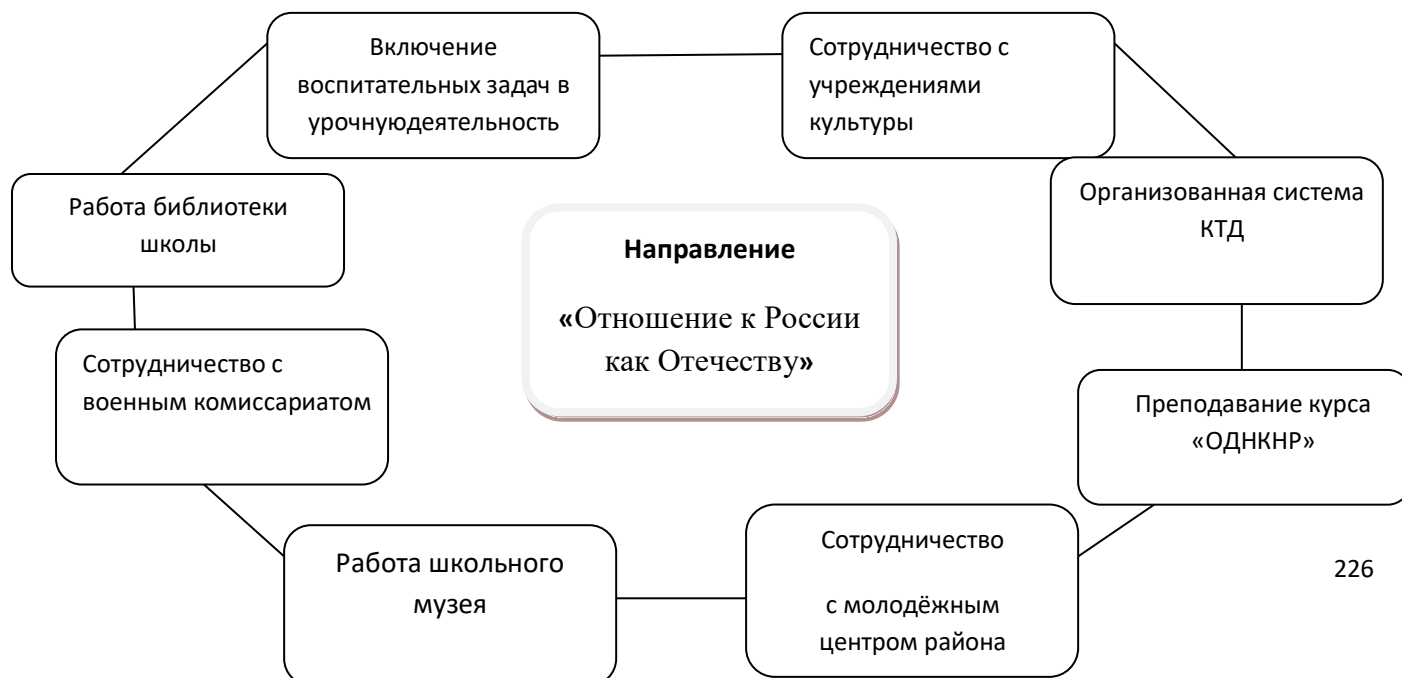 Включение
воспитательных задач в
урочнуюдеятельность
Сотрудничество с
учреждениями
культуры
Работа библиотеки
школы
Организованная система
КТД
Направление
«Отношение к России
как Отечеству»
Сотрудничество с
военным комиссариатом
Преподавание курса
«ОДНКНР»
Работа школьного
музея
Сотрудничество
с молодёжным
центром района
226